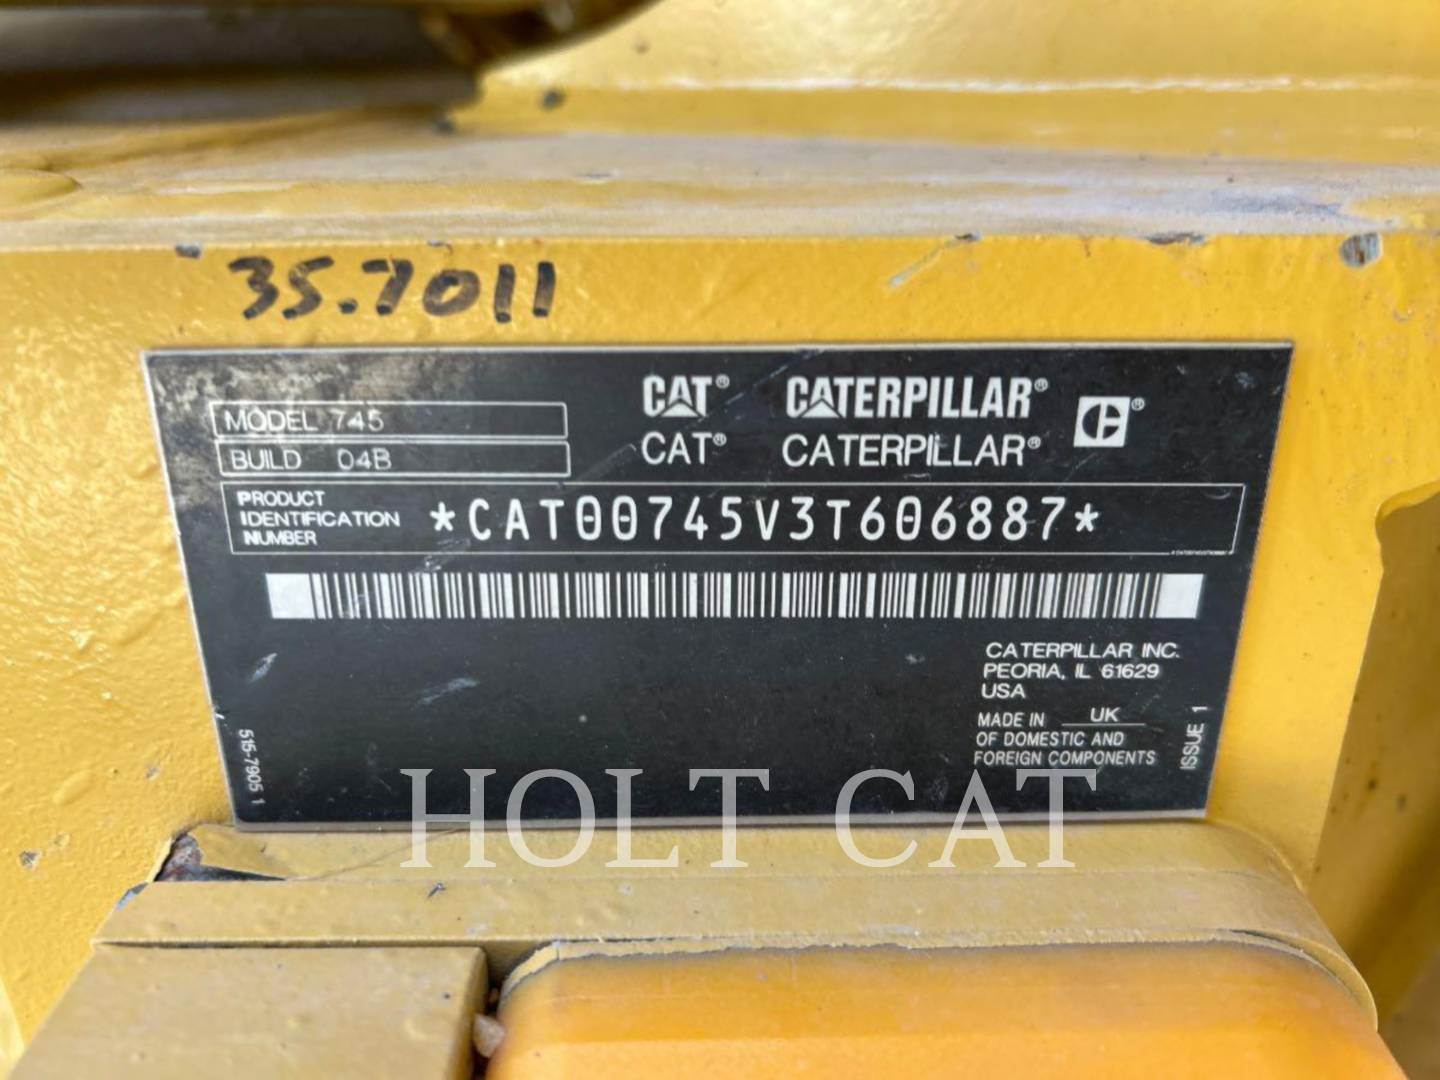 35.7011
MODEL 745
BUILD 04B
CAT® CATERPILLAR® ®
CAT® CATERPILLAR®
PRODUCT
IDENTIFICATION
NUMBER
*CAT00745V3T606887*
CATERPILLAR INC.
PEORIA, IL 61629
USA
MADE IN UK
OF DOMESTIC AND
FOREIGN COMPONENTS
ISSUE 1
515-7905 1
HOLT CAT